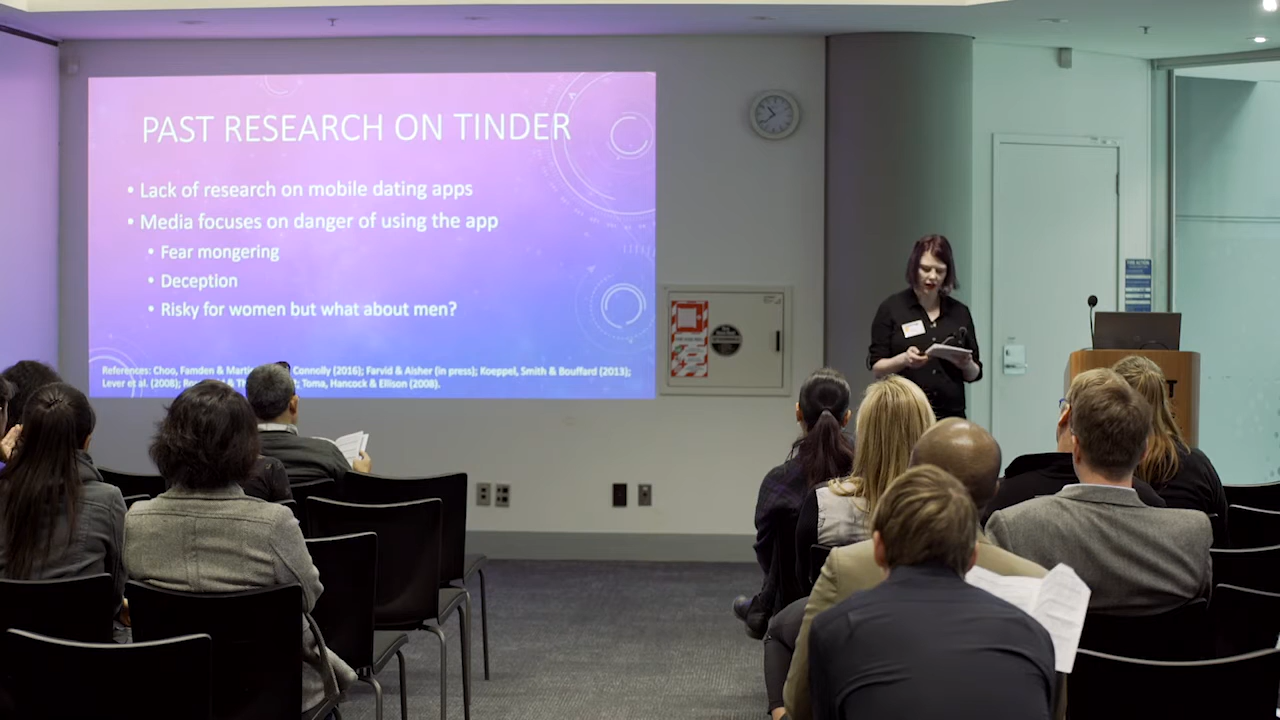 PAST RESEARCH ON TINDER
• Lack of research on mobile dating apps
• Media focuses on danger of using the app
• Fear mongering
• Deception
• Risky for women but what about men?
References: Choo, Famden & Connolly (2016); Farvid & Aisher (in press); Koeppel, Smith & Bouffard (2013);
Lever et al. (2008); Toma, Hancock & Ellison (2008).